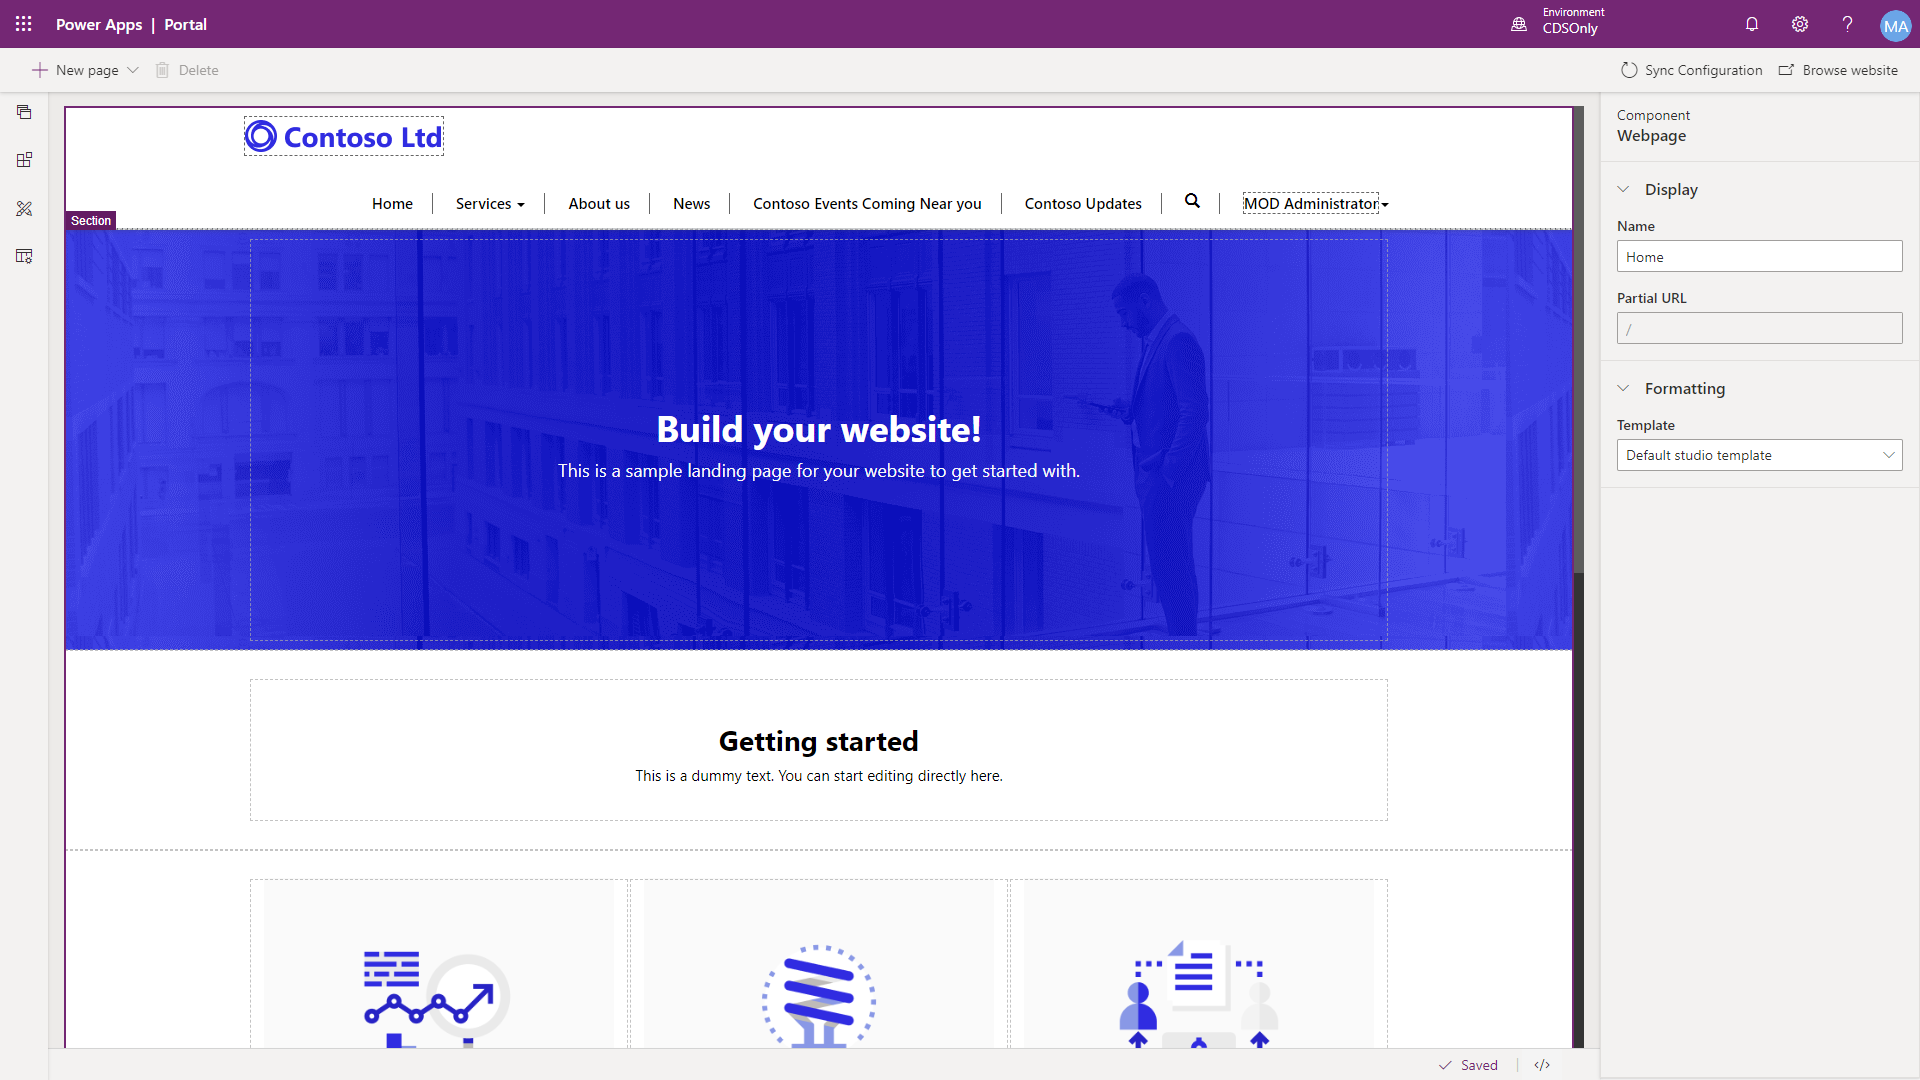 Power Apps | Portal
Environment
CDSOnly
MA
New page
Delete
Sync Configuration
Browse website
Contoso Ltd
Home
Services
About us
News
Contoso Events Coming Near you
Contoso Updates
MOD Administrator
Section
Build your website!
This is a sample landing page for your website to get started with.
Getting started
This is a dummy text. You can start editing directly here.
Component
Webpage
Display
Name
Home
Partial URL
/
Formatting
Template
Default studio template
Saved
</>